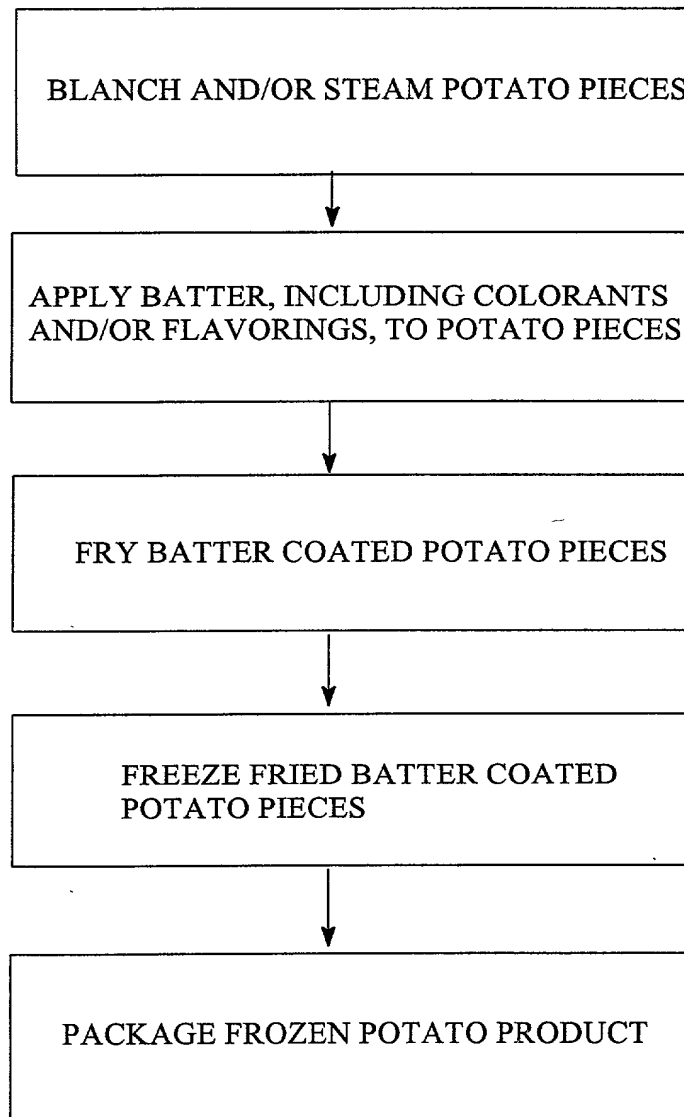 BLANCH AND/OR STEAM POTATO PIECES
APPLY BATTER, INCLUDING COLORANTS
AND/OR FLAVORINGS, TO POTATO PIECES
FRY BATTER COATED POTATO PIECES
FREEZE FRIED BATTER COATED
POTATO PIECES
PACKAGE FROZEN POTATO PRODUCT